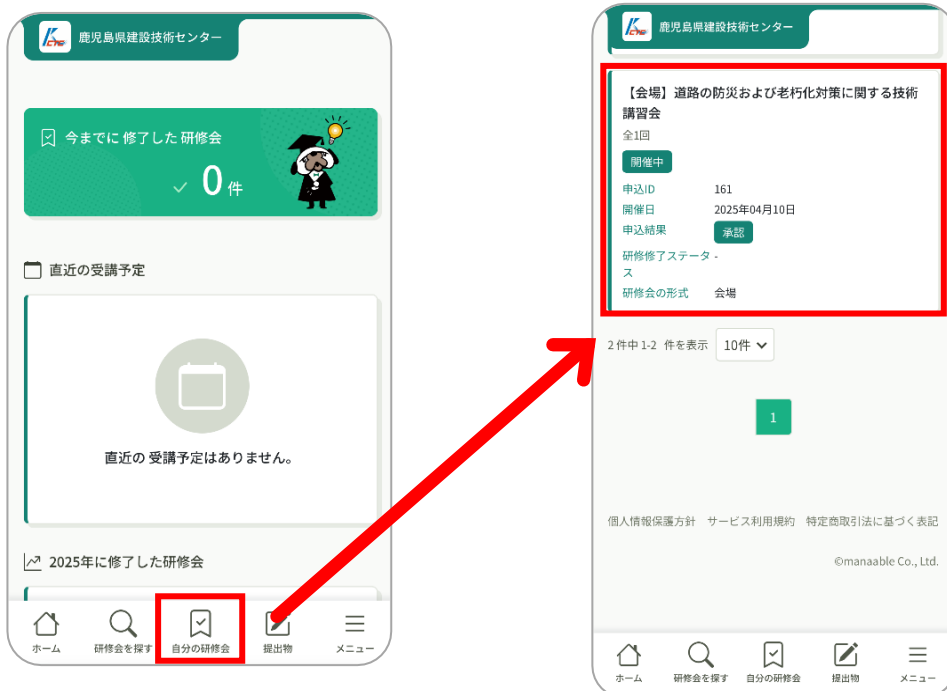 KCTC 鹿児島県建設技術センター
今までに修了した研修会
0件
直近の受講予定
直近の受講予定はありません。
2025年に修了した研修会
ホーム 研修会を探す 自分の研修会 提出物 メニュー
KCTC 鹿児島県建設技術センター
【会場】道路の防災および老朽化対策に関する技術
講習会
全1回
開催中
申込ID 161
開催日 2025年04月10日
申込結果 承認
研修修了ステータ -
ス
研修会の形式 会場
2件中1-2 件を表示 10件
1
個人情報保護方針 サービス利用規約 特定商取引法に基づく表記
©manaable Co., Ltd.
ホーム 研修会を探す 自分の研修会 提出物 メニュー